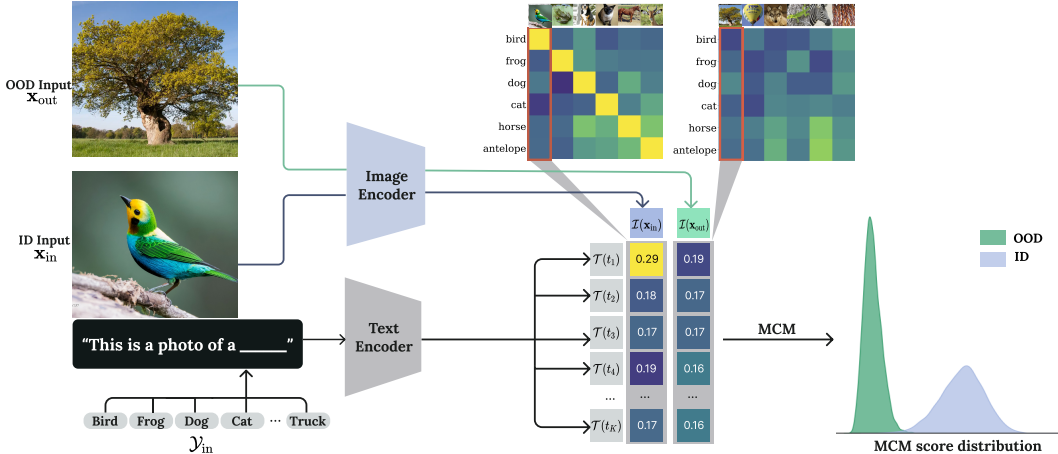 OOD Input
𝐱out
ID Input
𝐱in
Image
Encoder
"This is a photo of a _____"
Text
Encoder
Bird Frog Dog Cat ... Truck
𝒴in
bird
frog
dog
cat
horse
antelope
bird
frog
dog
cat
horse
antelope
ℐ(𝐱in) ℐ(𝐱out)
𝒯(t1) 0.29 0.19
𝒯(t2) 0.18 0.17
𝒯(t3) 0.17 0.17
𝒯(t4) 0.19 0.16
... ... ...
𝒯(tK) 0.17 0.16
MCM
OOD
ID
MCM score distribution